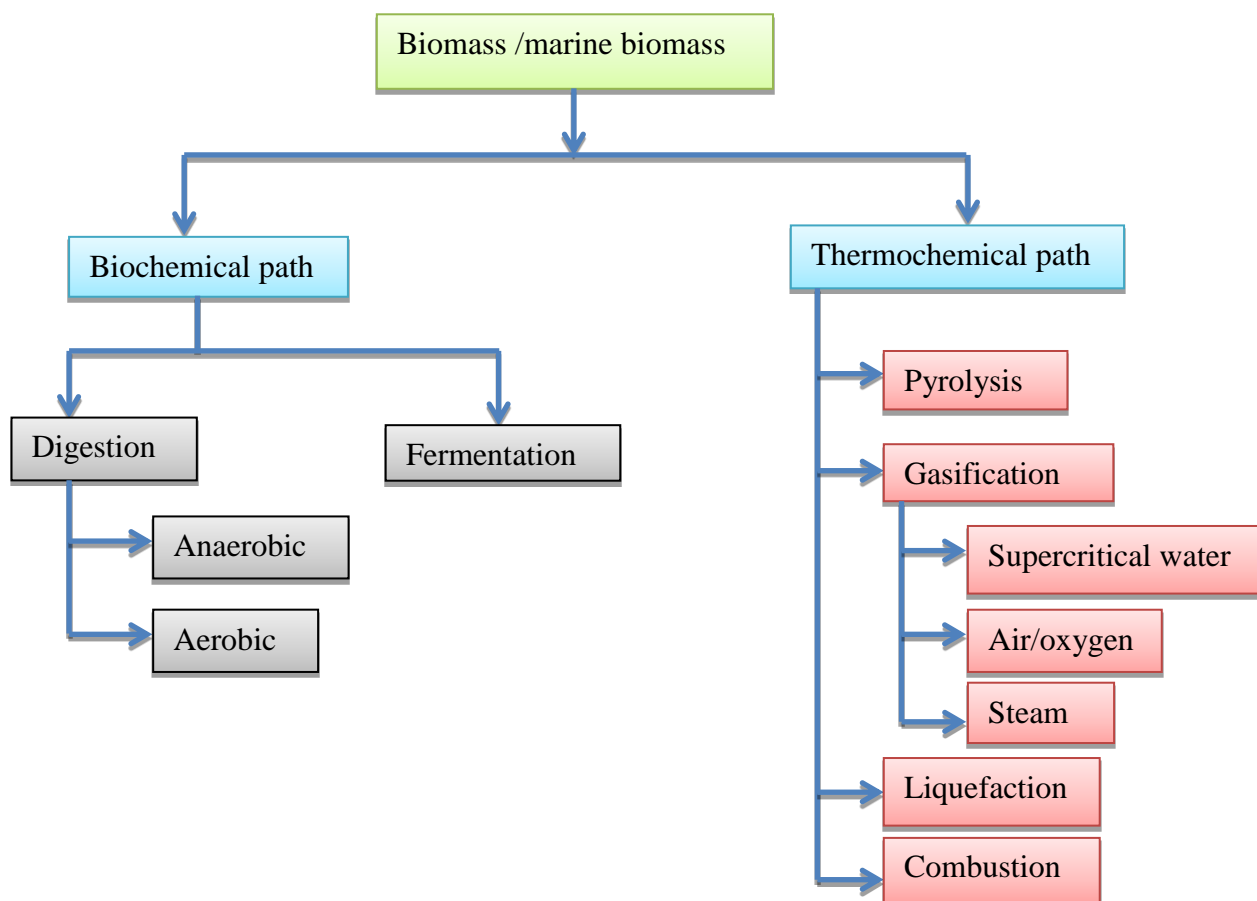 Biomass /marine biomass
Biochemical path
Thermochemical path
Digestion
Fermentation
Anaerobic
Aerobic
Pyrolysis
Gasification
Supercritical water
Air/oxygen
Steam
Liquefaction
Combustion